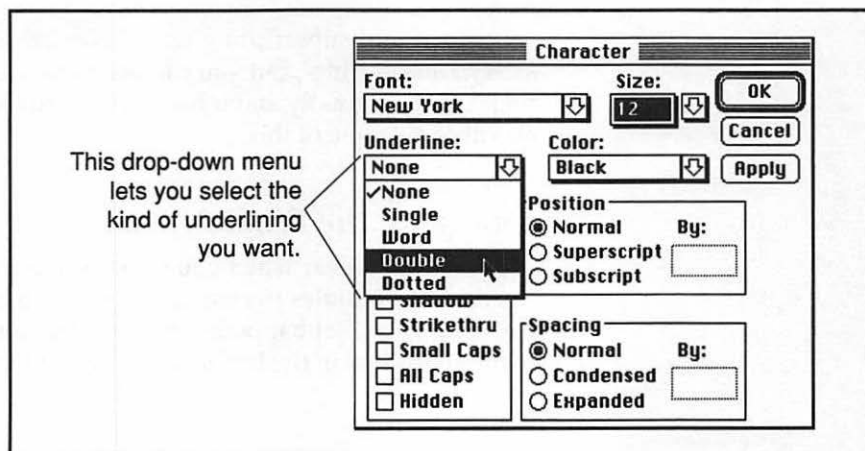 Character
Font:
Size:
New York
12
OK
Cancel
Apply
Underline:
Color:
None
Black
This drop-down menu
lets you select the
kind of underlining
you want.
✓None
Single
Word
Double
Dotted
Shadow
Strikethru
Small Caps
All Caps
Hidden
Position
Normal
By:
Superscript
Subscript
Spacing
Normal
By:
Condensed
Expanded